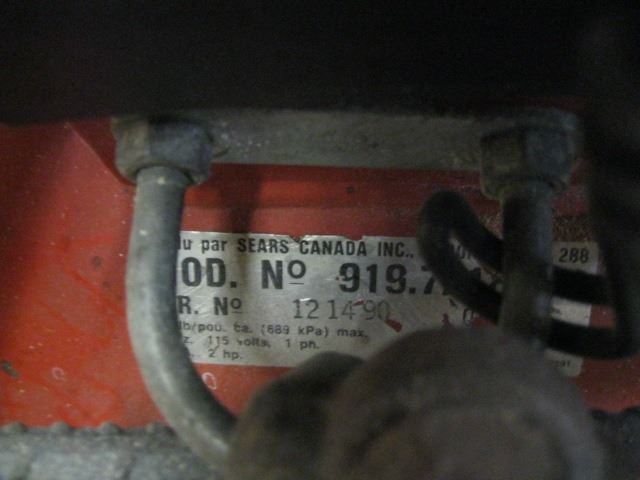 du par SEARS CANADA INC., 288
OD. Nº 919.7
R. Nº 12 14 90
lb/pou. ca. (689 kPa) max,
z. 115 volts, 1 ph.
2 hp.